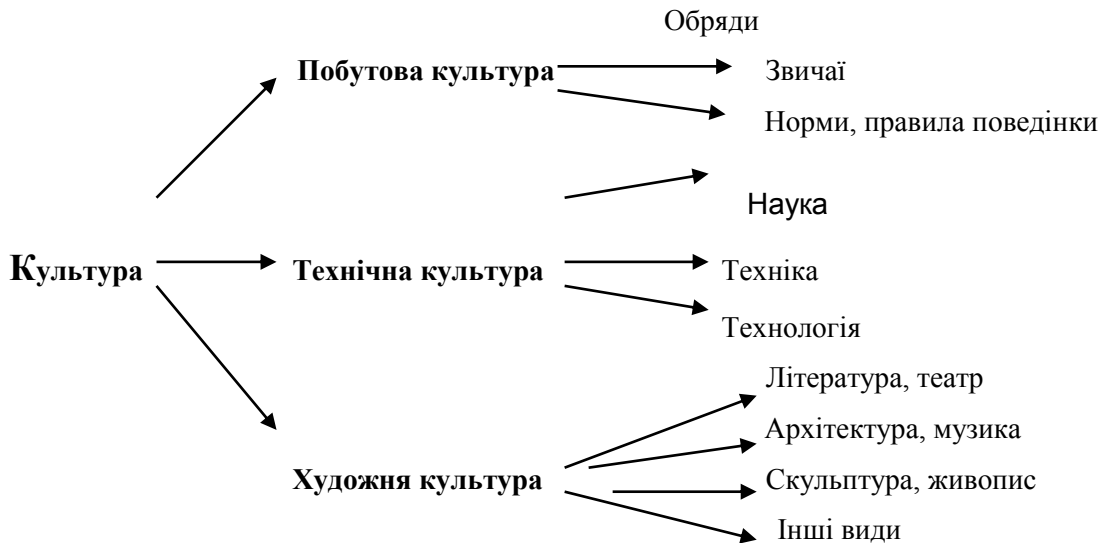 Обряди
Побутова культура
Звичаї
Норми, правила поведінки
Наука
Культура
Технічна культура
Техніка
Технологія
Література, театр
Архітектура, музика
Художня культура
Скульптура, живопис
Інші види